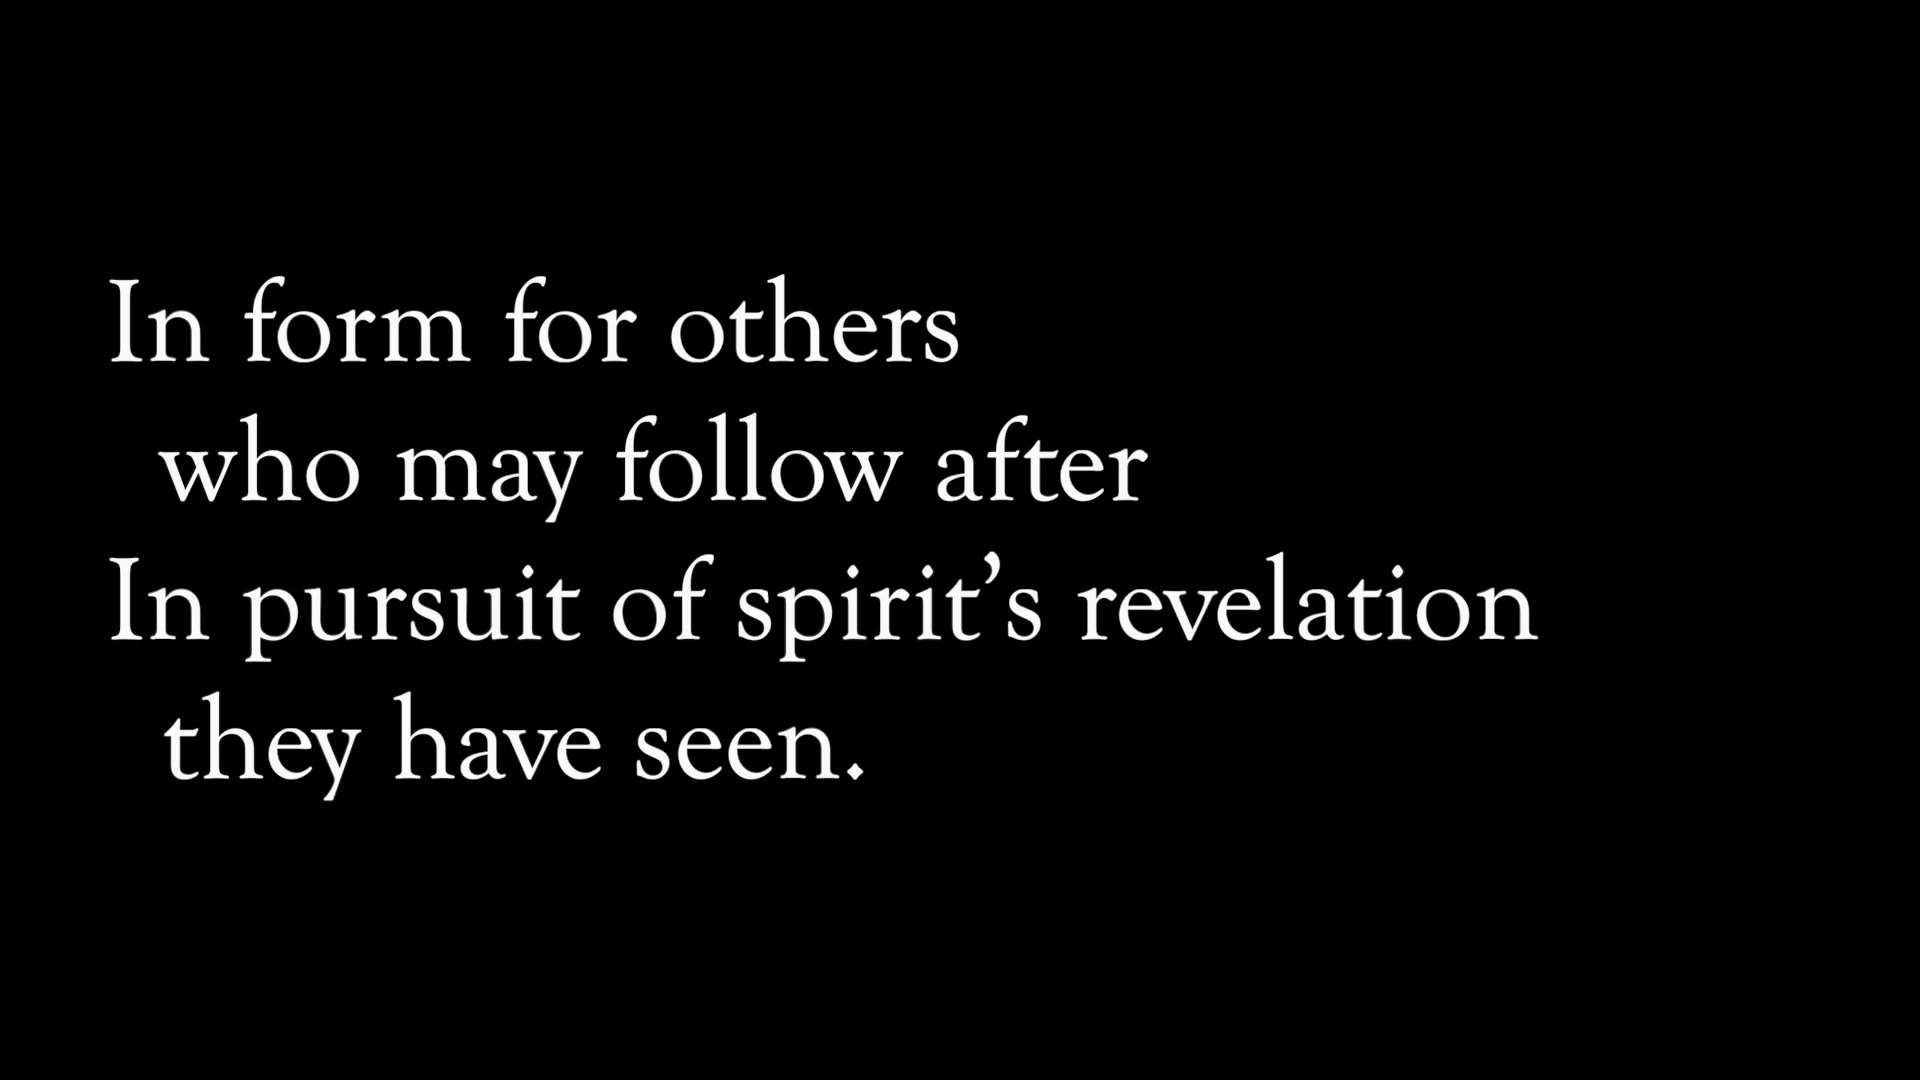 In form for others
who may follow after
In pursuit of spirit’s revelation
they have seen.